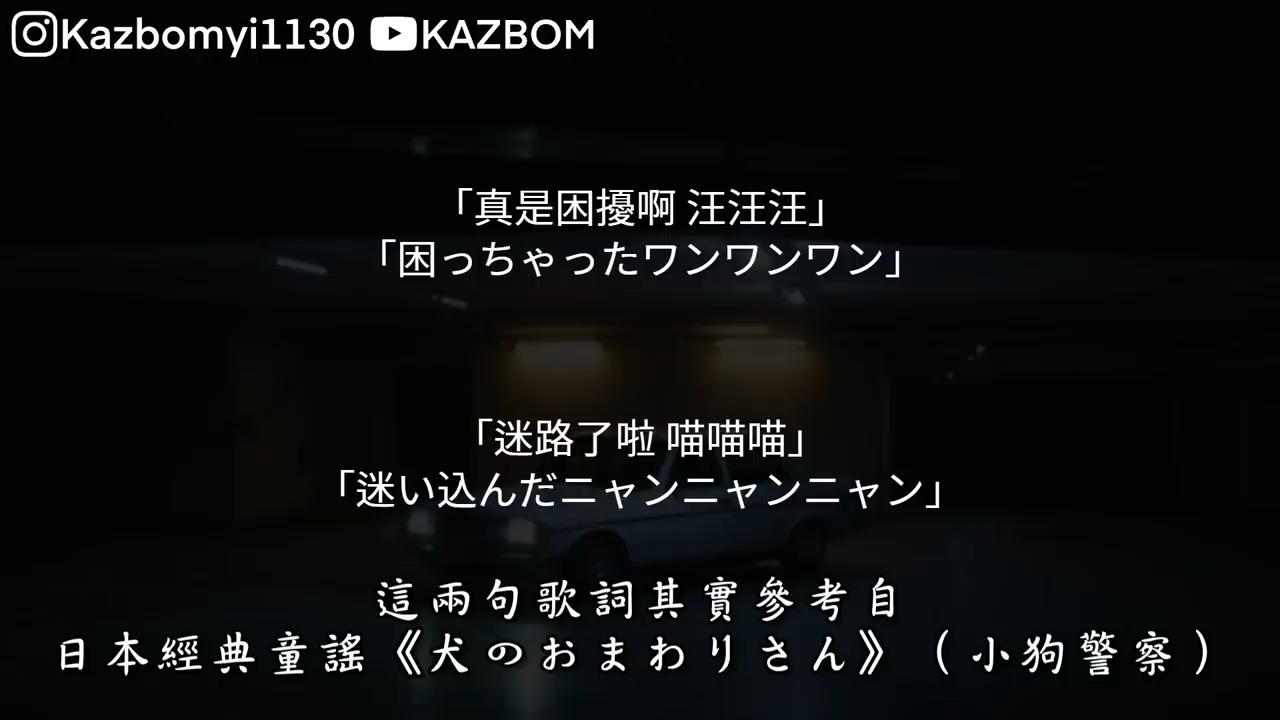 Kazbomyi1130 KAZBOM
「真是困擾啊 汪汪汪」
「困っちゃったワンワンワン」
「迷路了啦 喵喵喵」
「迷い込んだニャンニャンニャン」
這兩句歌詞其實參考自
日本經典童謠《犬のおまわりさん》（小狗警察）